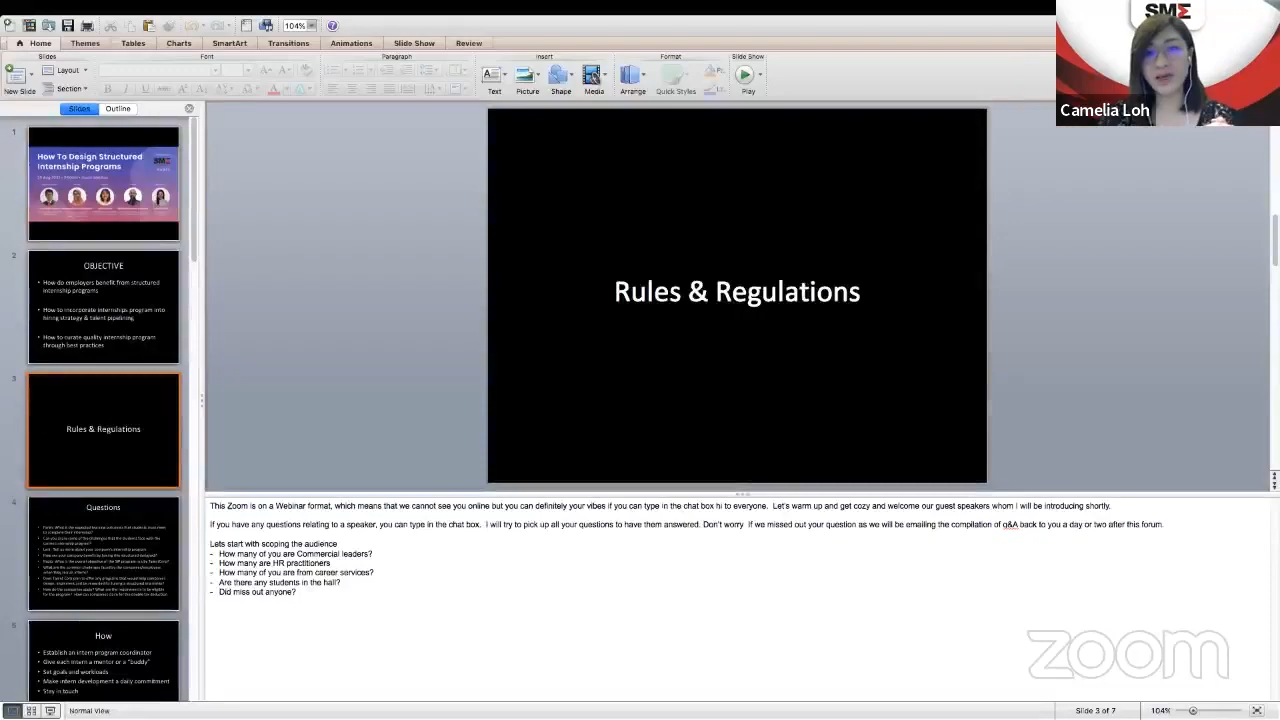 104%
Home Themes Tables Charts SmartArt Transitions Animations Slide Show Review
Slides Font Paragraph Insert Format Slide Show
New Slide Layout Section Text Picture Shape Media Arrange Quick Styles Play
Slides Outline
SME
Camelia Loh
1
How To Design Structured
Internship Programs
SME
2
OBJECTIVE
• How do employers benefit from structured
internship programs
• How to incorporate internships program into
hiring strategy & talent pipelining
• How to curate quality internship program
through best practices
3
Rules & Regulations
4
Questions
5
How
• Establish an intern program coordinator
• Give each intern a mentor or a "buddy"
• Set goals and workloads
• Make intern development a daily commitment
• Stay in touch
Rules & Regulations
This Zoom is on a Webinar format, which means that we cannot see you online but you can imply your vibes if you can type in the chat box hi to everyone. Let's warm up and get cozy and welcome our guest speakers whom I will be introducing shortly.
If you have any questions relating to a speaker, you can type in the chat box. I will try to pick some good questions to have them answered. Don't worry if I missed out your question as we will be emailing a compilation of q&A back to you a day or two after this forum.
Lets start with scoping the audience.
- How many of you are Commercial roles?
- How many are HR practitioners
- How many of you are from career services?
- Are there any students in the hall?
- Did miss out anyone?
zoom
Normal View Slide 3 of 7 104%